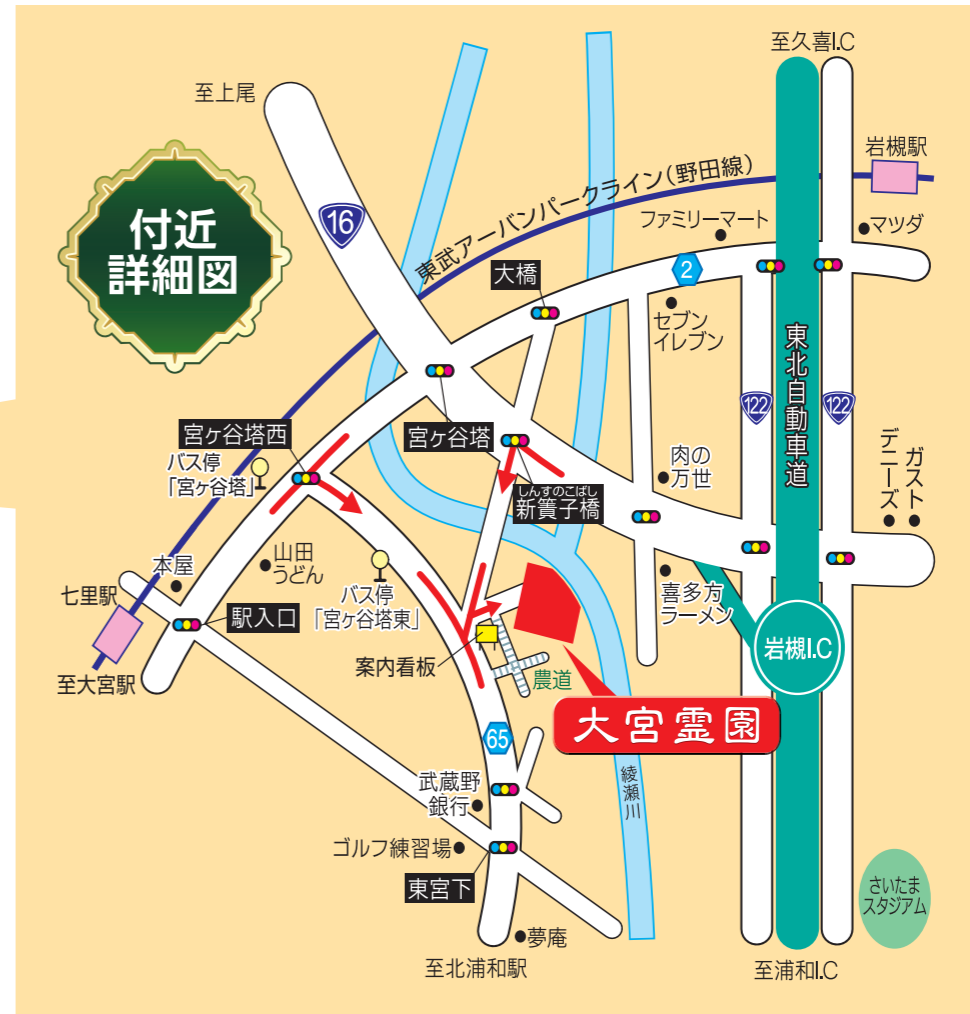 至久喜I.C
至上尾
岩槻駅
付近
詳細図
16
東武アーバンパークライン(野田線)
ファミリーマート
マツダ
大橋
2
セブン
イレブン
東北自動車道
122
122
宮ヶ谷塔西
宮ヶ谷塔
バス停
「宮ヶ谷塔」
しんすのこばし
新簀子橋
肉の
万世
デニーズ
ガスト
本屋
山田
うどん
七里駅
駅入口
バス停
「宮ヶ谷塔東」
喜多方
ラーメン
岩槻I.C
案内看板
至大宮駅
農道
大宮霊園
65
武蔵野
銀行
綾瀬川
ゴルフ練習場
東宮下
さいたま
スタジアム
夢庵
至北浦和駅
至浦和I.C